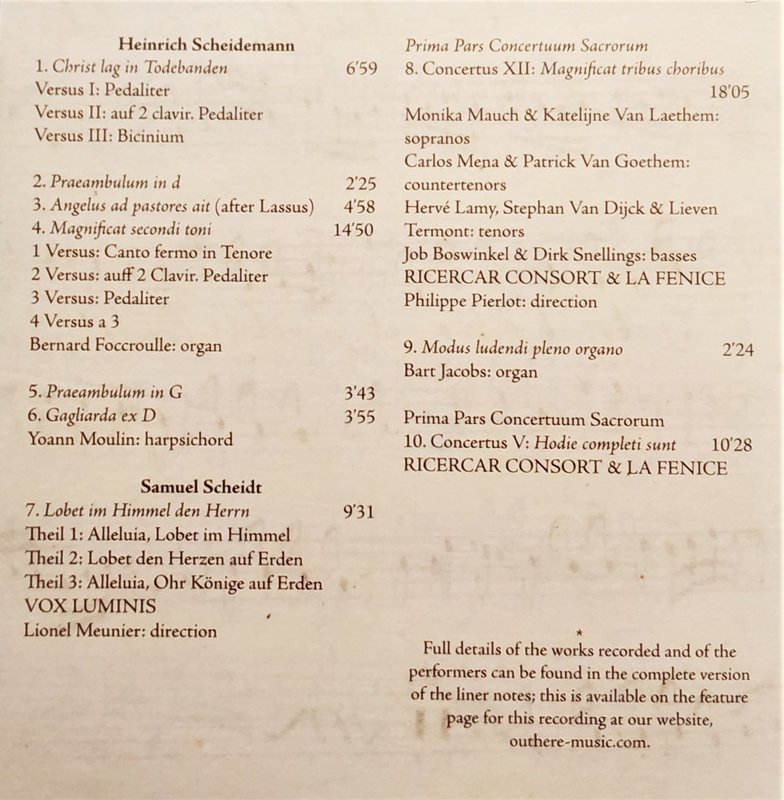 Heinrich Scheidemann
1. Christ lag in Todebanden 6'59
Versus I: Pedaliter
Versus II: auf 2 clavir. Pedaliter
Versus III: Bicinium
2. Praeambulum in d 2'25
3. Angelus ad pastores ait (after Lassus) 4'58
4. Magnificat secondi toni 14'50
1 Versus: Canto fermo in Tenore
2 Versus: auff 2 Clavir. Pedaliter
3 Versus: Pedaliter
4 Versus a 3
Bernard Foccroulle: organ
5. Praeambulum in G 3'43
6. Gagliarda ex D 3'55
Yoann Moulin: harpsichord
Samuel Scheidt
7. Lobet im Himmel den Herrn 9'31
Theil 1: Alleluia, Lobet im Himmel
Theil 2: Lobet den Herzen auf Erden
Theil 3: Alleluia, Ohr Könige auf Erden
VOX LUMINIS
Lionel Meunier: direction
Prima Pars Concertuum Sacrorum
8. Concertus XII: Magnificat tribus choribus
18'05
Monika Mauch & Katelijne Van Laethem:
sopranos
Carlos Mena & Patrick Van Goethem:
countertenors
Hervé Lamy, Stephan Van Dijck & Lieven
Termont: tenors
Job Boswinkel & Dirk Snellings: basses
RICERCAR CONSORT & LA FENICE
Philippe Pierlot: direction
9. Modus ludendi pleno organo 2'24
Bart Jacobs: organ
Prima Pars Concertuum Sacrorum
10. Concertus V: Hodie completi sunt 10'28
RICERCAR CONSORT & LA FENICE
*
Full details of the works recorded and of the
performers can be found in the complete version
of the liner notes; this is available on the feature
page for this recording at our website,
outhere-music.com.